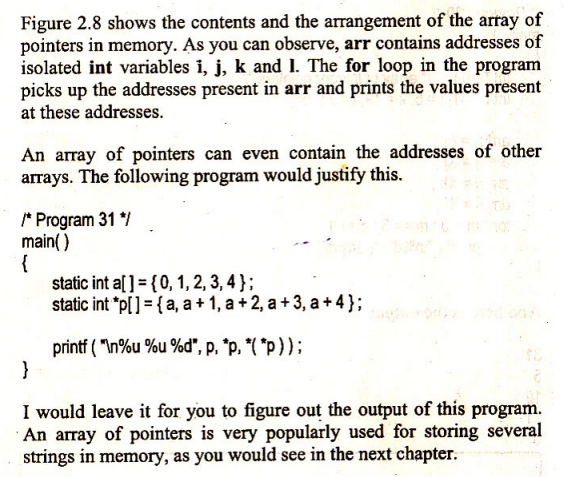 Figure 2.8 shows the contents and the arrangement of the array of
pointers in memory. As you can observe, arr contains addresses of
isolated int variables i, j, k and l. The for loop in the program
picks up the addresses present in arr and prints the values present
at these addresses.
An array of pointers can even contain the addresses of other
arrays. The following program would justify this.
/* Program 31 */
main( )
{
static int a[ ] = { 0, 1, 2, 3, 4 } ;
static int *p[ ] = { a, a + 1, a + 2, a + 3, a + 4 } ;
printf ( "\n%u %u %d", p, *p, *( *p ) ) ;
}
I would leave it for you to figure out the output of this program.
An array of pointers is very popularly used for storing several
strings in memory, as you would see in the next chapter.